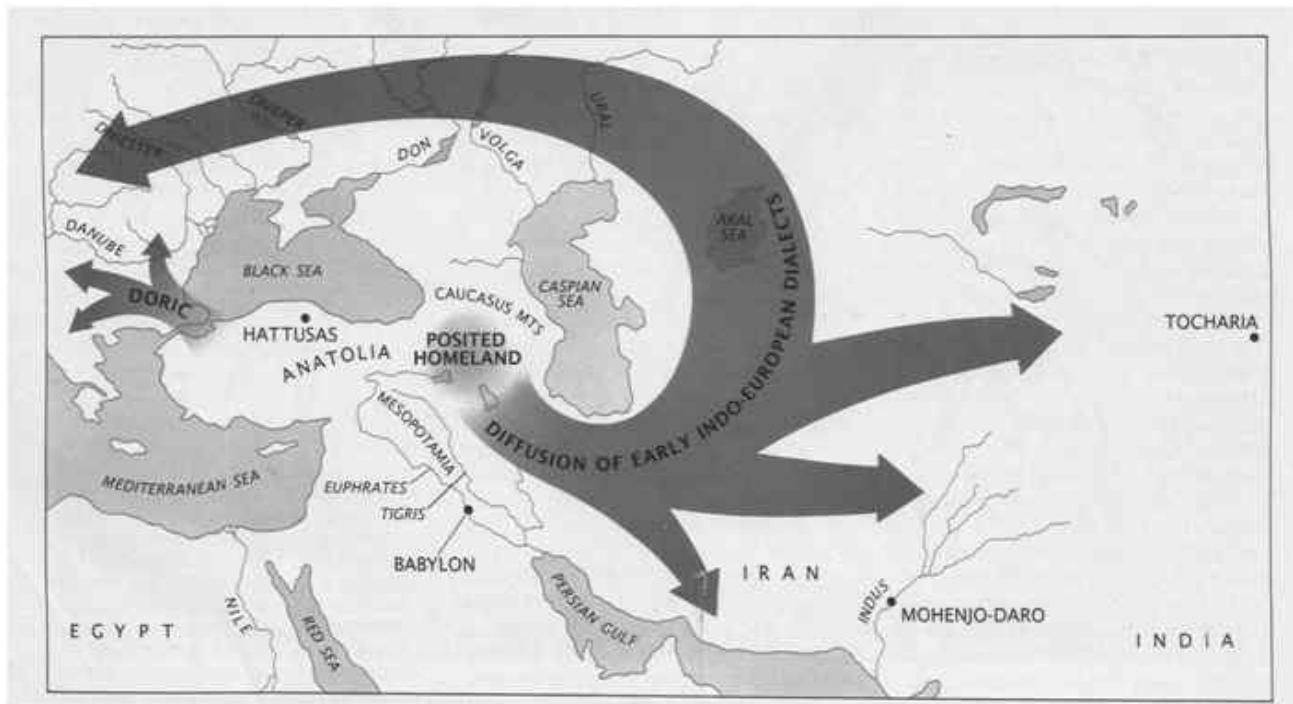 DNIEPER
DNIESTER
DON
VOLGA
URAL
DANUBE
ARAL
SEA
BLACK SEA
CASPIAN
SEA
CAUCASUS MTS
DORIC
HATTUSAS
ANATOLIA
POSITED
HOMELAND
TOCHARIA
DIFFUSION OF EARLY INDO-EUROPEAN DIALECTS
MESOPOTAMIA
MEDITERRANEAN SEA
EUPHRATES
TIGRIS
BABYLON
IRAN
PERSIAN GULF
INDUS
MOHENJO-DARO
EGYPT
NILE
RED SEA
INDIA